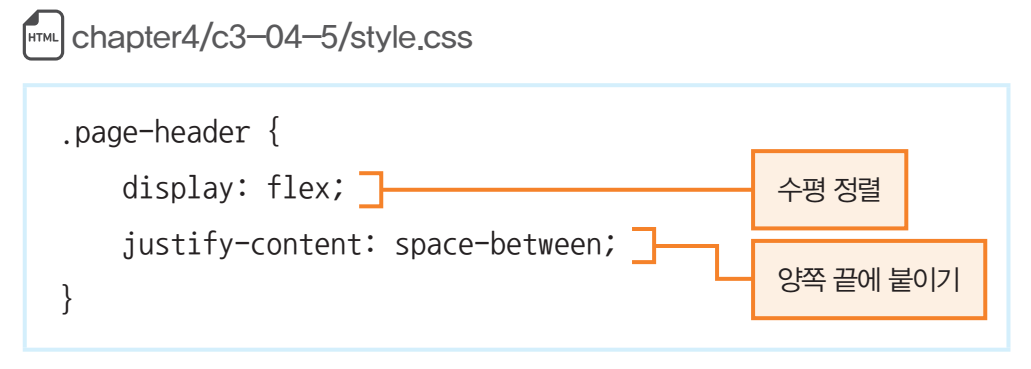 HTML chapter4/c3-04-5/style.css
.page-header {
display: flex; 수평 정렬
justify-content: space-between; 양쪽 끝에 붙이기
}